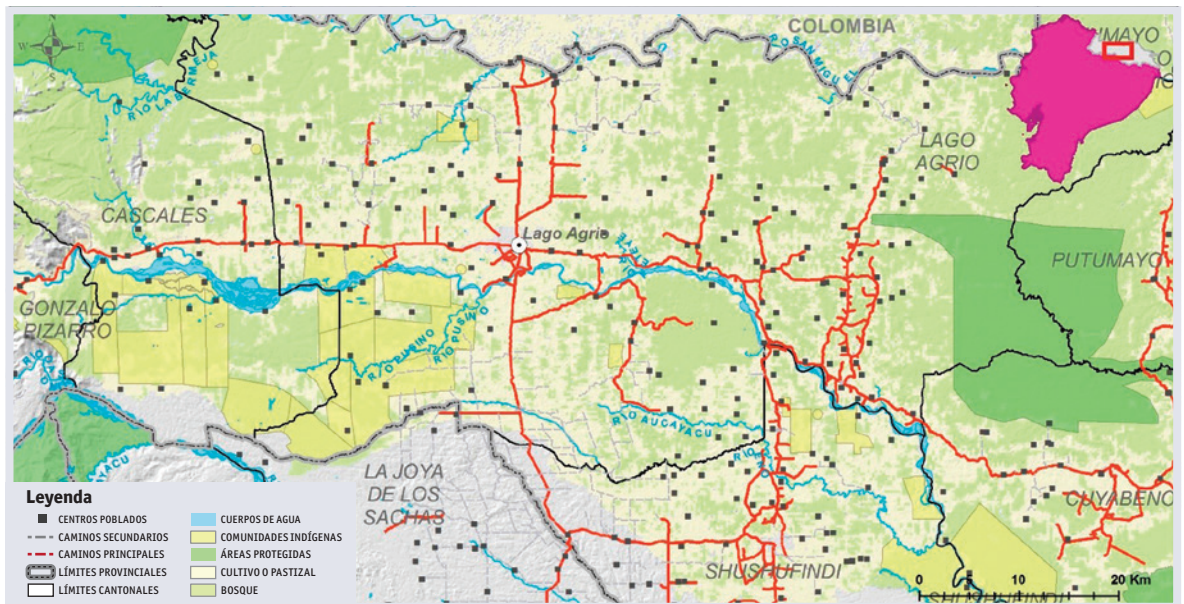 COLOMBIA
N
W
E
S
RIO LA BERMEJA
RIO SAN MIGUEL
LAGO
AGRIO
CASCALES
Lago Agrio
PUTUMAYO
GONZALO
PIZARRO
RIO PUSINO
RIO PUSINO
RIO AUCAYACU
LA JOYA
DE LOS
SACHAS
CUYABENO
SHUSHUFINDI
SHUSHUFINDI
Leyenda
CENTROS POBLADOS
CAMINOS SECUNDARIOS
CAMINOS PRINCIPALES
LÍMITES PROVINCIALES
LÍMITES CANTONALES
CUERPOS DE AGUA
COMUNIDADES INDÍGENAS
ÁREAS PROTEGIDAS
CULTIVO O PASTIZAL
BOSQUE
0 5 10 20 Km